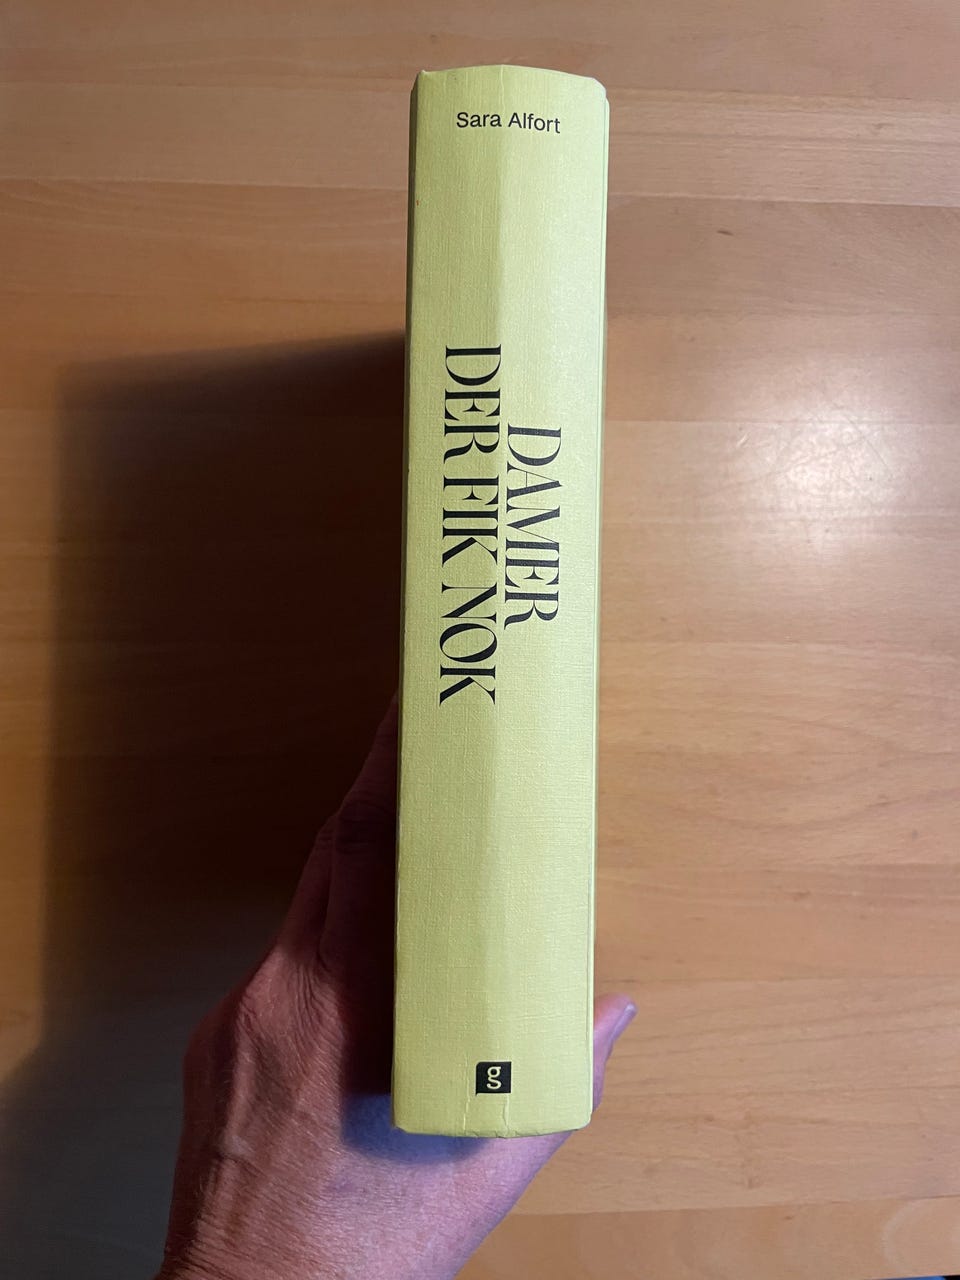 Sara Alfort
DAMER
DER FIK NOK
g